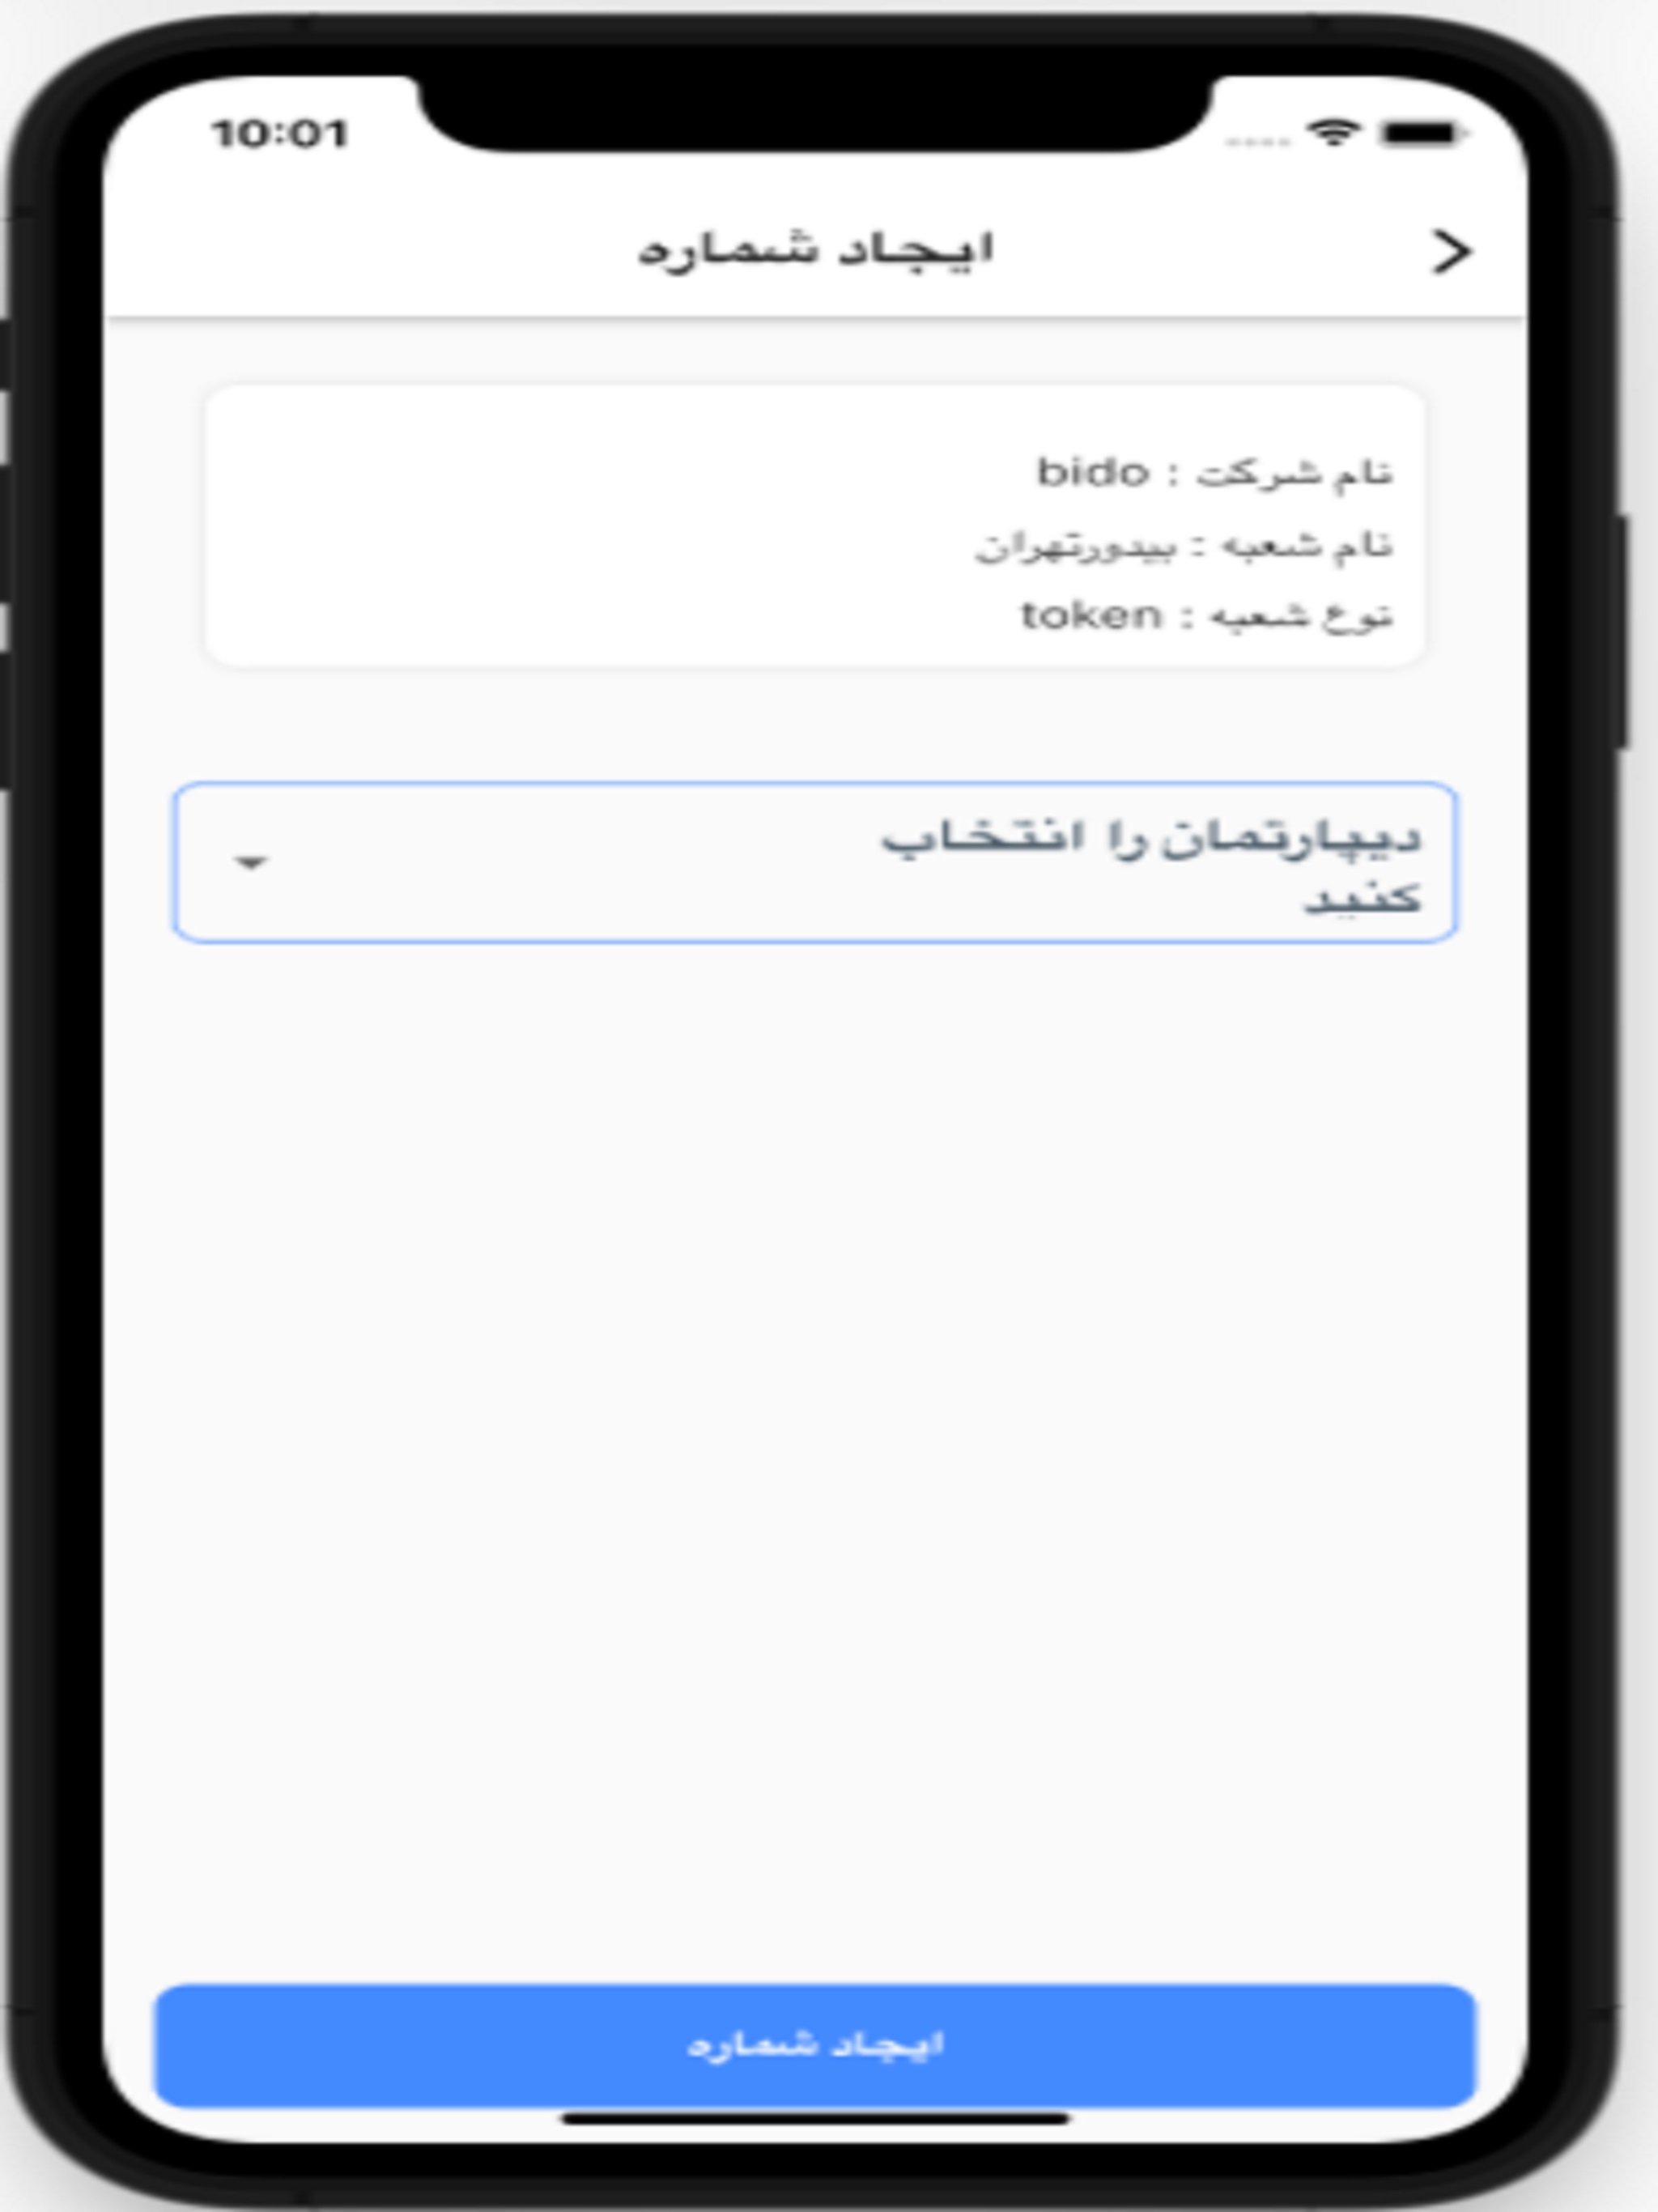 10:01
ایجاد شماره
نام شرکت : bido
نام شعبه : بیدورتهران
نوع شعبه : token
دیپارتمان را انتخاب
کنید
ایجاد شماره